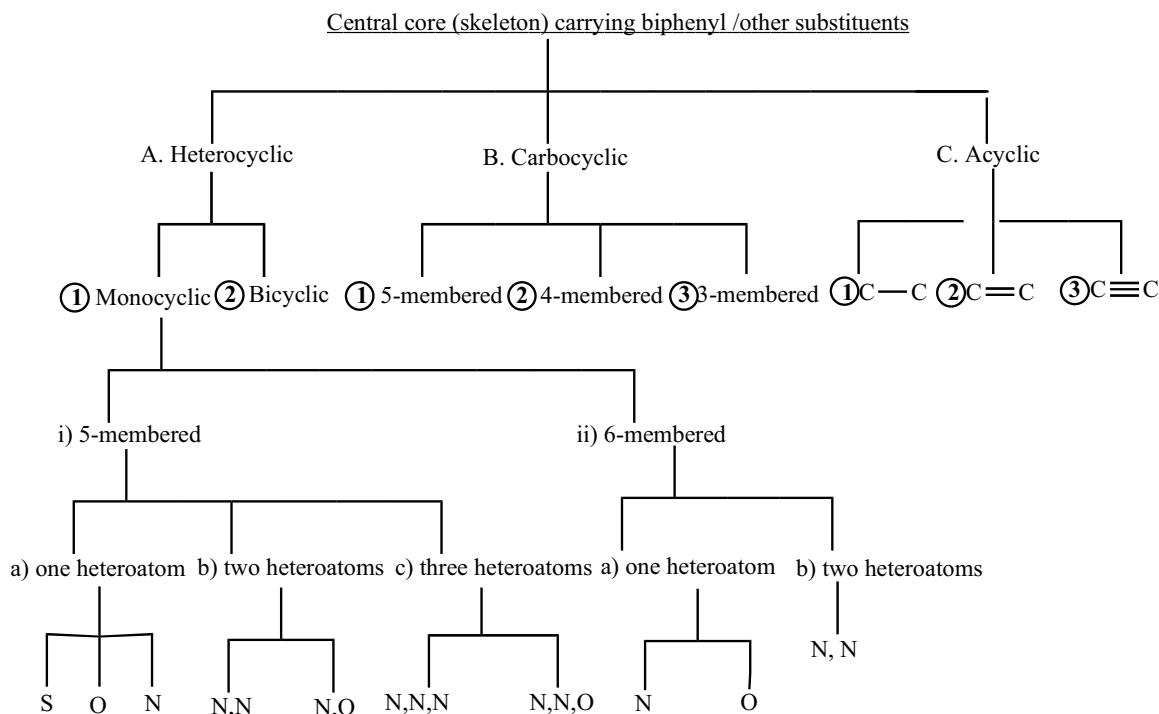 Central core (skeleton) carrying biphenyl /other substituents
A. Heterocyclic B. Carbocyclic C. Acyclic
1 Monocyclic 2 Bicyclic 1 5-membered 2 4-membered 3 3-membered 1 C — C 2 C = C 3 C ≡ C
i) 5-membered ii) 6-membered
a) one heteroatom b) two heteroatoms c) three heteroatoms a) one heteroatom b) two heteroatoms
N, N
S O N N,N N,O N,N,N N,N,O N O